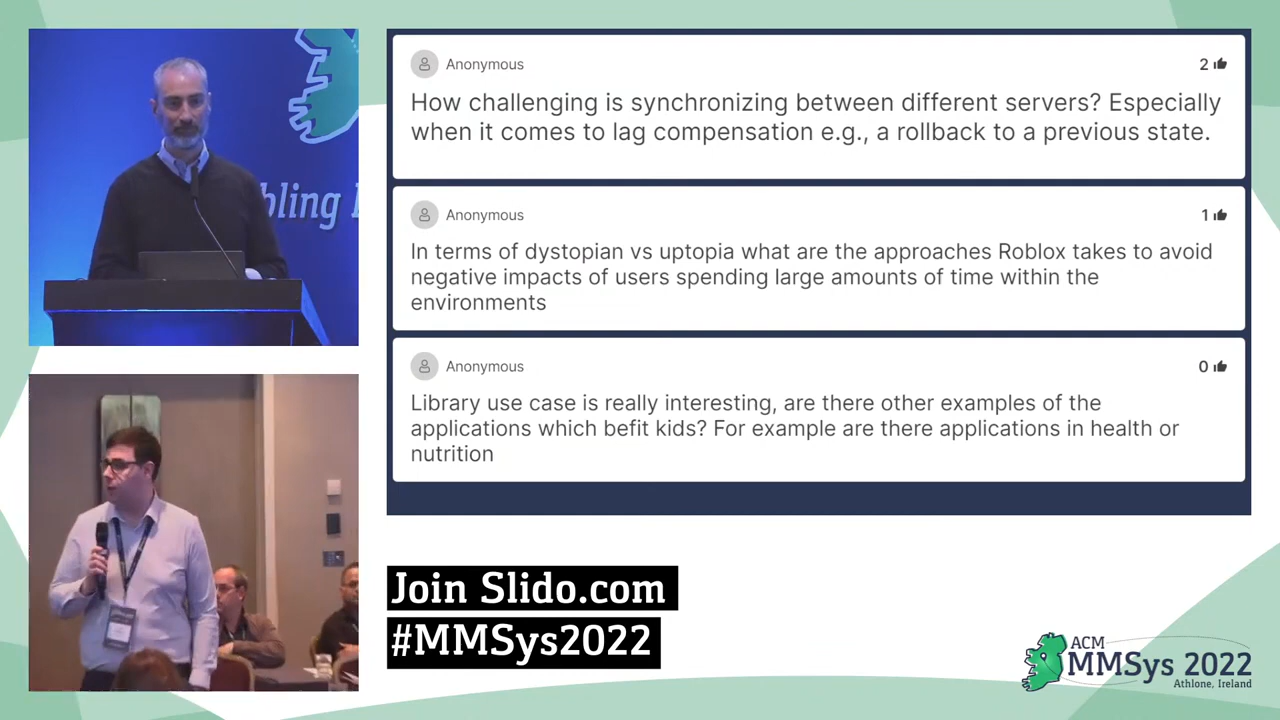 bling
Anonymous
2
How challenging is synchronizing between different servers? Especially
when it comes to lag compensation e.g., a rollback to a previous state.
Anonymous
1
In terms of dystopian vs uptopia what are the approaches Roblox takes to avoid
negative impacts of users spending large amounts of time within the
environments
Anonymous
0
Library use case is really interesting, are there other examples of the
applications which befit kids? For example are there applications in health or
nutrition
Join Slido.com
#MMSys2022
ACM
MMSys 2022
Athlone, Ireland